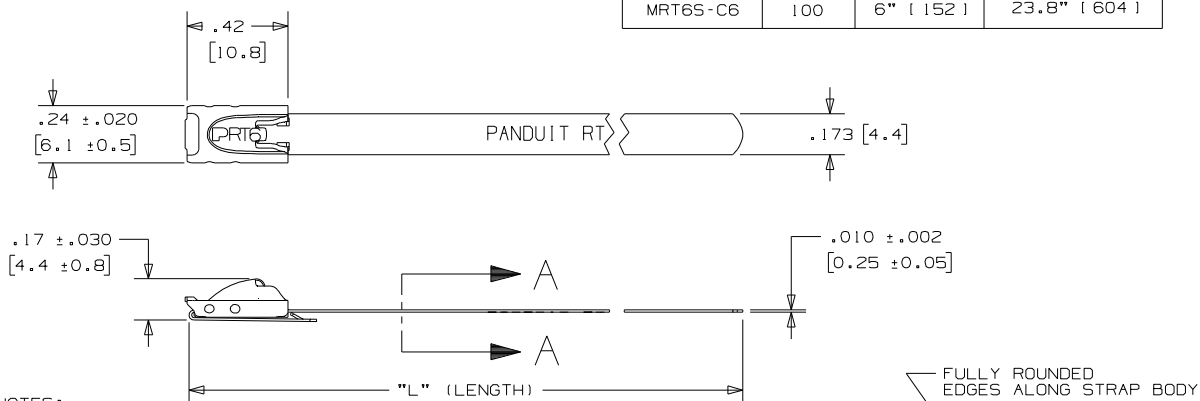 MRT6S-C6 100 6" [152] 23.8" [604]
.42
[10.8]
.24 ±.020
[6.1 ±0.5]
PRT6
PANDUIT RT
.173 [4.4]
.17 ±.030
[4.4 ±0.8]
A
A
.010 ±.002
[0.25 ±0.05]
"L" (LENGTH)
FULLY ROUNDED
EDGES ALONG STRAP BODY
NOTES: